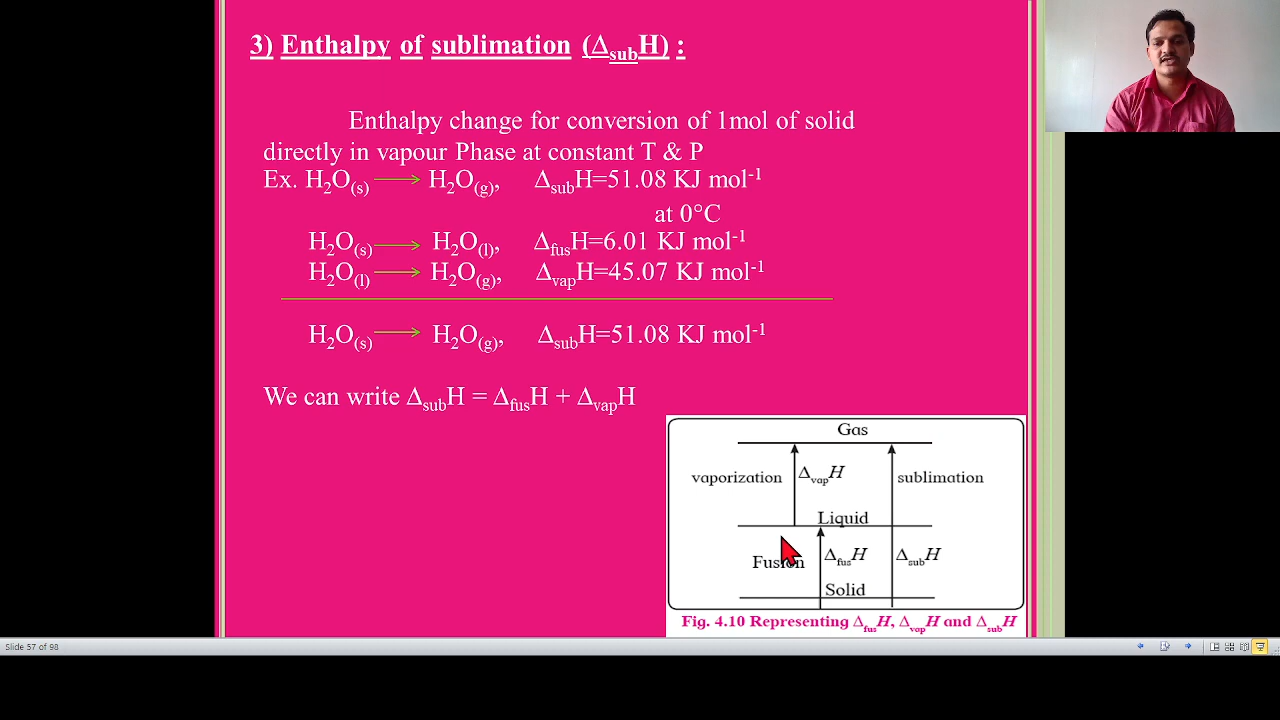 3) Enthalpy of sublimation (ΔsubH) :
Enthalpy change for conversion of 1mol of solid
directly in vapour Phase at constant T & P
Ex. H₂O(s) → H₂O(g), ΔsubH=51.08 KJ mol⁻¹
at 0°C
H₂O(s) → H₂O(l), ΔfusH=6.01 KJ mol⁻¹
H₂O(l) → H₂O(g), ΔvapH=45.07 KJ mol⁻¹
H₂O(s) → H₂O(g), ΔsubH=51.08 KJ mol⁻¹
We can write ΔsubH = ΔfusH + ΔvapH
Gas
vaporization ΔvapH sublimation
Liquid
Fusion ΔfusH ΔsubH
Solid
Fig. 4.10 Representing ΔfusH, ΔvapH and ΔsubH
Slide 37 of 98